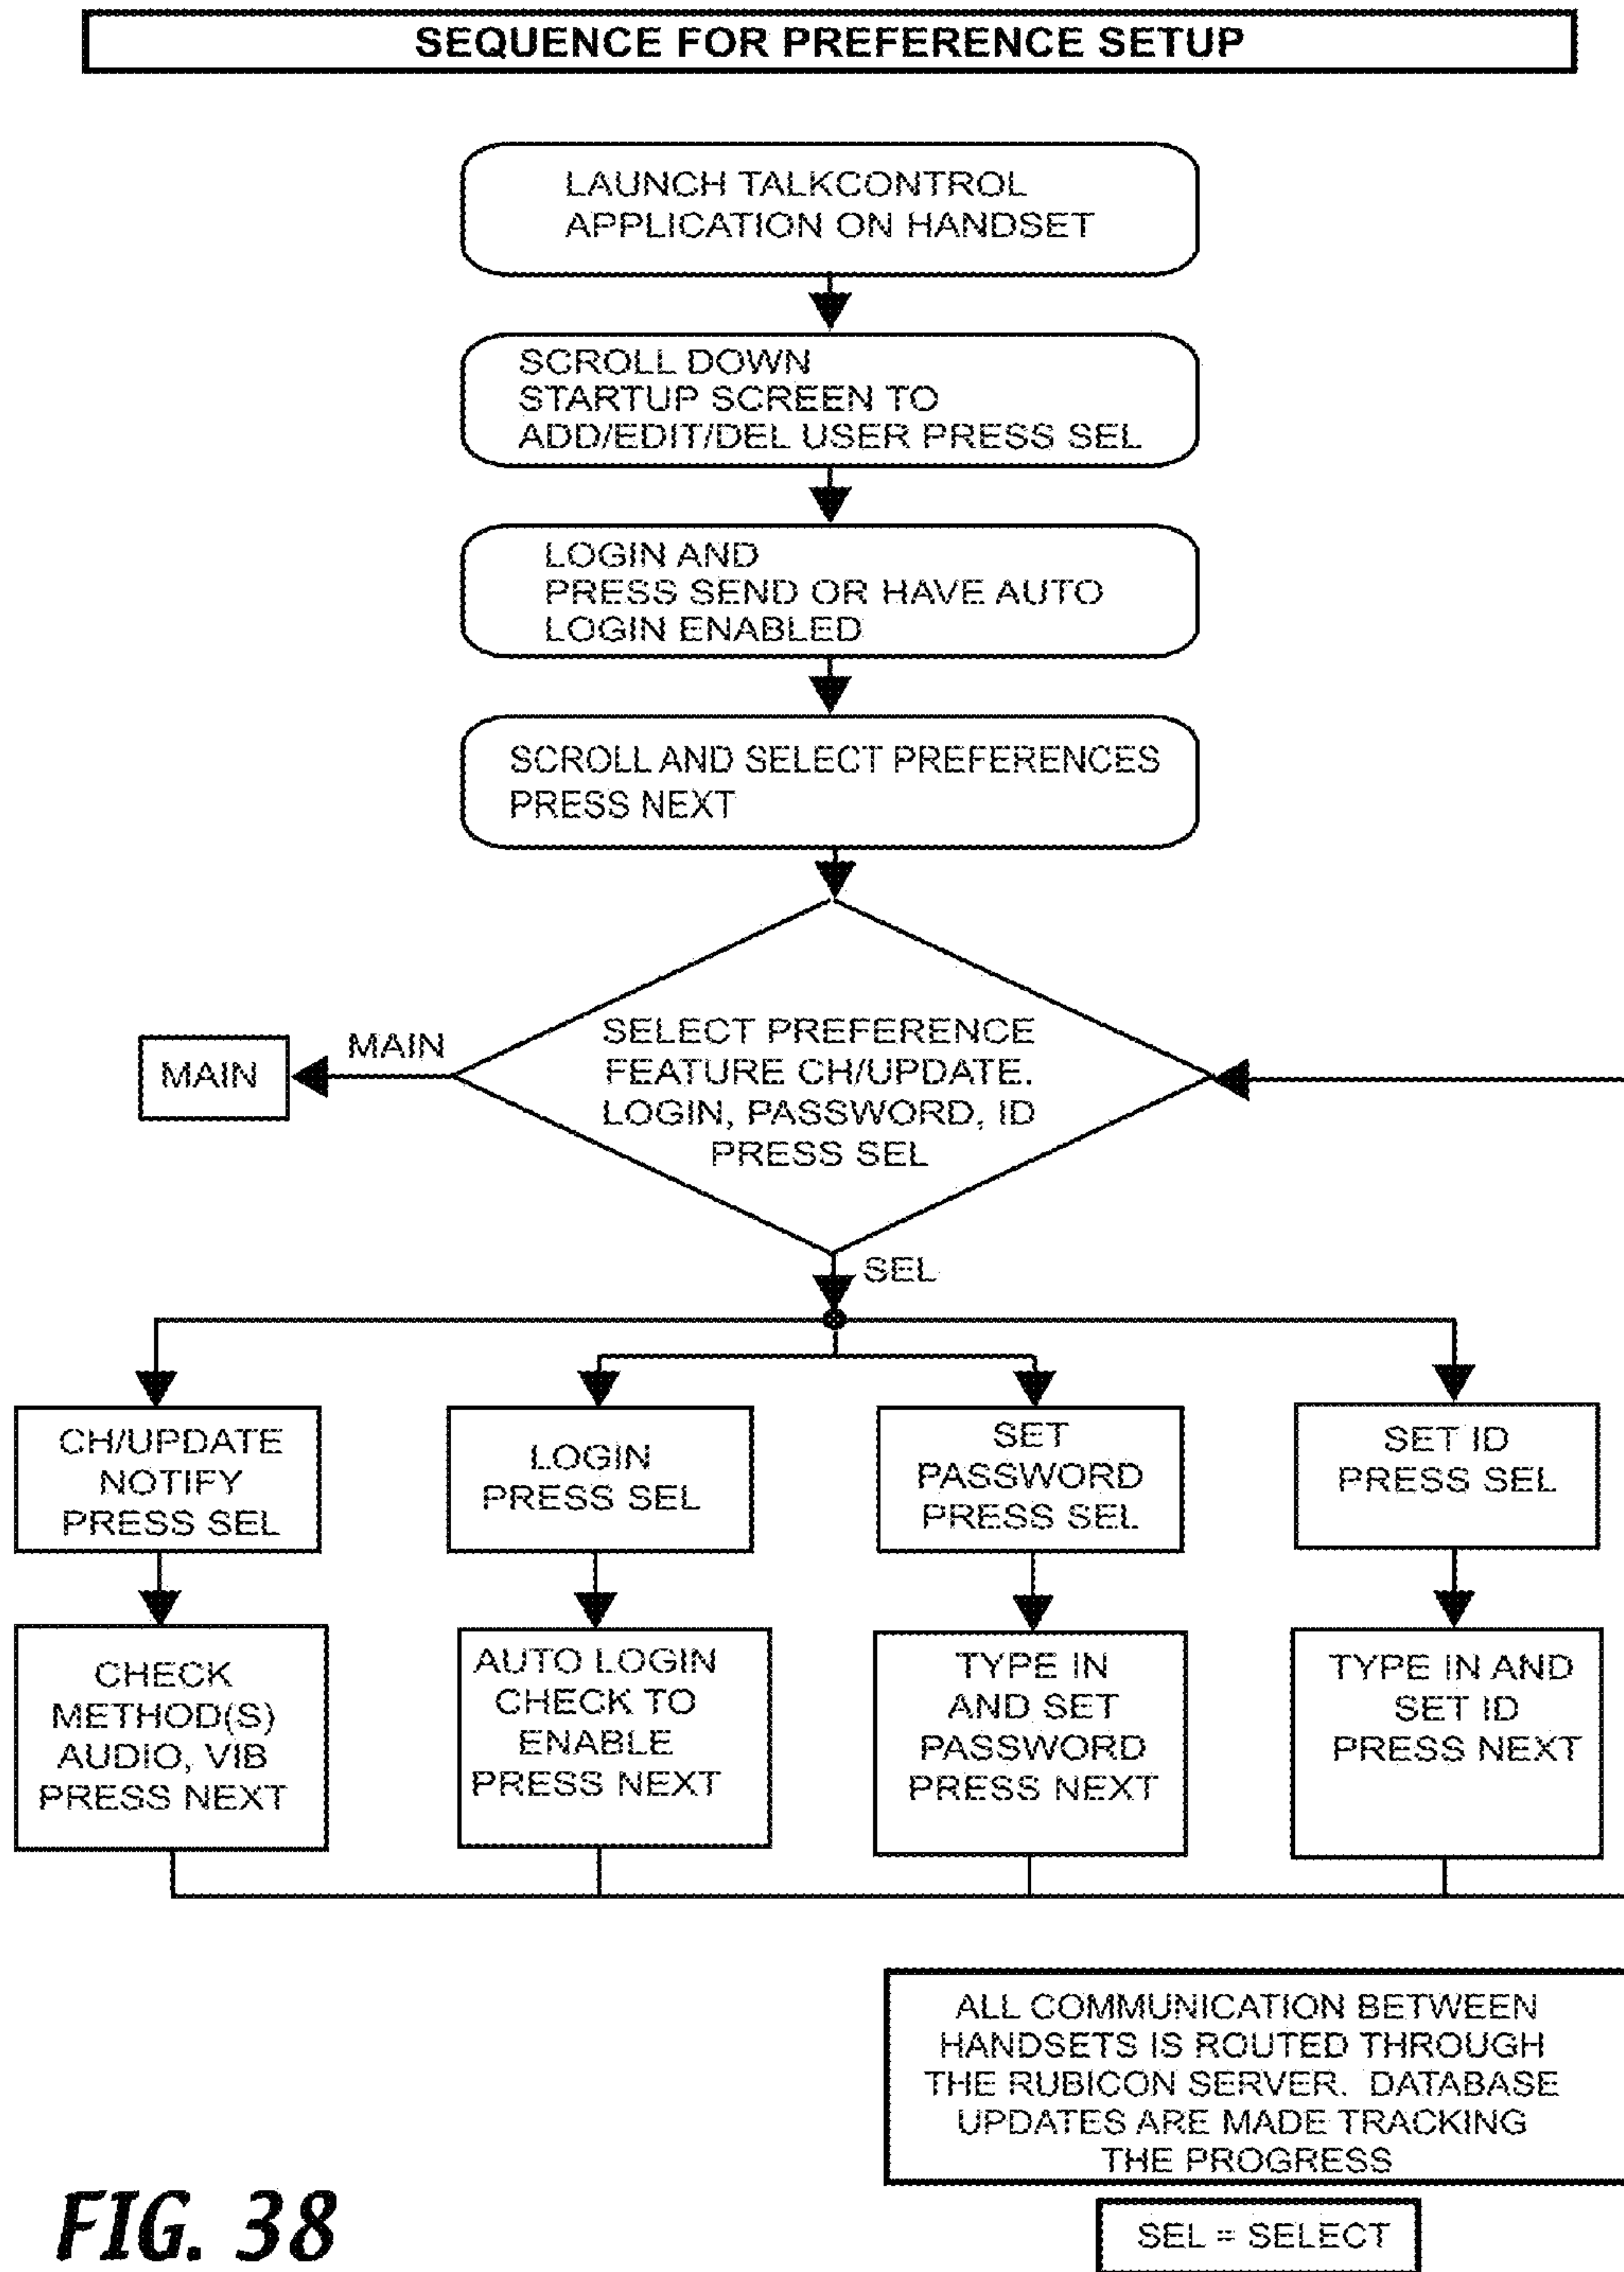 SEQUENCE FOR PREFERENCE SETUP
LAUNCH TALKCONTROL
APPLICATION ON HANDSET
SCROLL DOWN
STARTUP SCREEN TO
ADD/EDIT/DEL USER PRESS SEL
LOGIN AND
PRESS SEND OR HAVE AUTO
LOGIN ENABLED
SCROLL AND SELECT PREFERENCES
PRESS NEXT
SELECT PREFERENCE
FEATURE CH/UPDATE.
LOGIN, PASSWORD, ID
PRESS SEL
MAIN
MAIN
SEL
CH/UPDATE
NOTIFY
PRESS SEL
LOGIN
PRESS SEL
SET
PASSWORD
PRESS SEL
SET ID
PRESS SEL
CHECK
METHOD(S)
AUDIO, VIB
PRESS NEXT
AUTO LOGIN
CHECK TO
ENABLE
PRESS NEXT
TYPE IN
AND SET
PASSWORD
PRESS NEXT
TYPE IN AND
SET ID
PRESS NEXT
ALL COMMUNICATION BETWEEN
HANDSETS IS ROUTED THROUGH
THE RUBICON SERVER. DATABASE
UPDATES ARE MADE TRACKING
THE PROGRESS
SEL = SELECT
FIG. 38